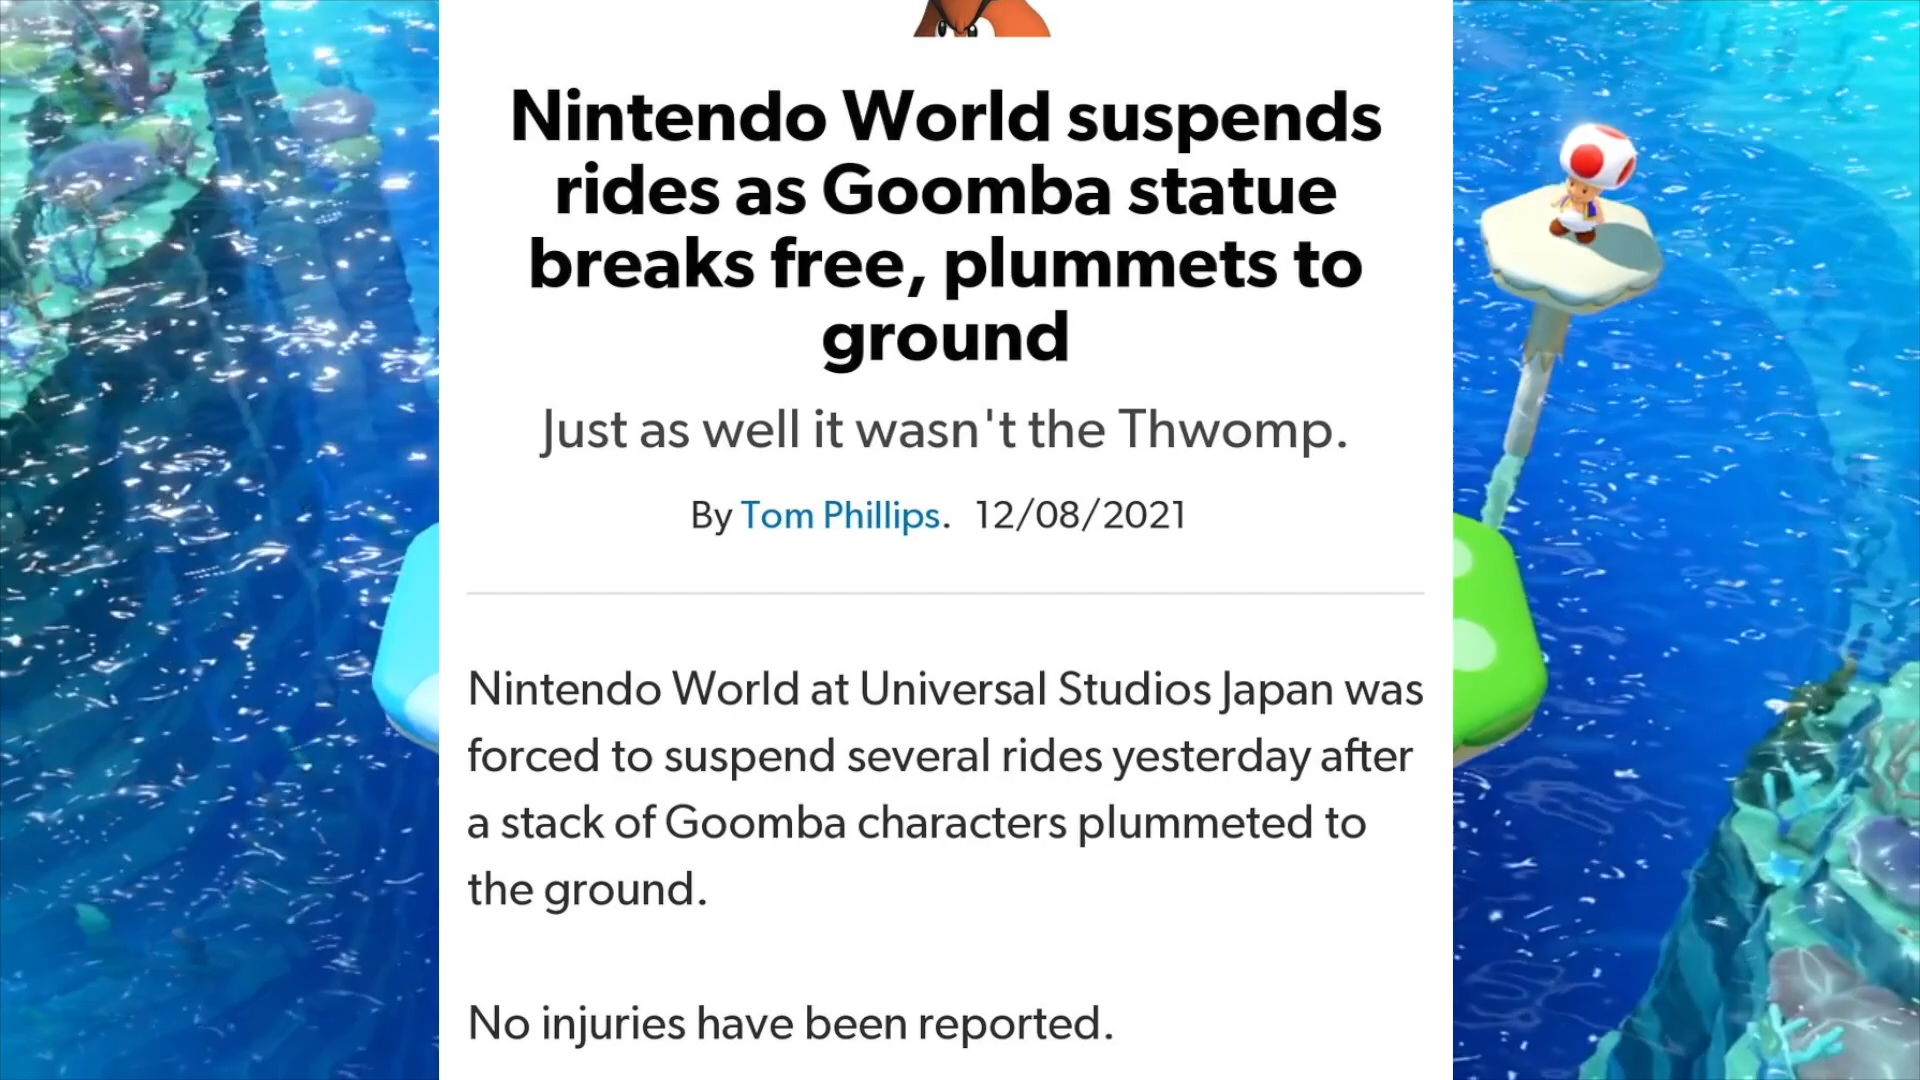 Nintendo World suspends
rides as Goomba statue
breaks free, plummets to
ground
Just as well it wasn't the Thwomp.
By Tom Phillips. 12/08/2021
Nintendo World at Universal Studios Japan was
forced to suspend several rides yesterday after
a stack of Goomba characters plummeted to
the ground.
No injuries have been reported.